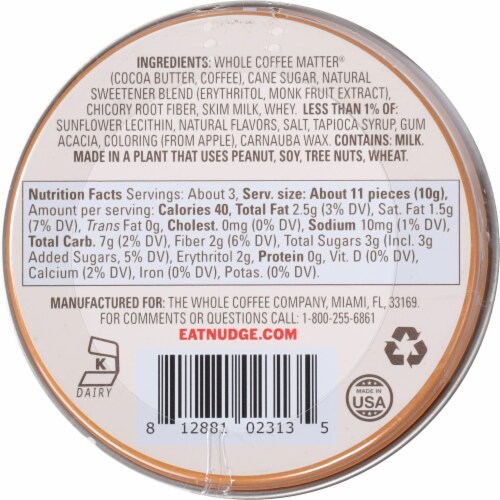 INGREDIENTS: WHOLE COFFEE MATTER®
(COCOA BUTTER, COFFEE), CANE SUGAR, NATURAL
SWEETENER BLEND (ERYTHRITOL, MONK FRUIT EXTRACT),
CHICORY ROOT FIBER, SKIM MILK, WHEY. LESS THAN 1% OF:
SUNFLOWER LECITHIN, NATURAL FLAVORS, SALT, TAPIOCA SYRUP, GUM
ACACIA, COLORING (FROM APPLE), CARNAUBA WAX. CONTAINS: MILK.
MADE IN A PLANT THAT USES PEANUT, SOY, TREE NUTS, WHEAT.
Nutrition Facts Servings: About 3, Serv. size: About 11 pieces (10g),
Amount per serving: Calories 40, Total Fat 2.5g (3% DV), Sat. Fat 1.5g
(7% DV), Trans Fat 0g, Cholest. 0mg (0% DV), Sodium 10mg (1% DV),
Total Carb. 7g (2% DV), Fiber 2g (6% DV), Total Sugars 3g (Incl. 3g
Added Sugars, 5% DV), Erythritol 2g, Protein 0g, Vit. D (0% DV),
Calcium (2% DV), Iron (0% DV), Potas. (0% DV).
MANUFACTURED FOR: THE WHOLE COFFEE COMPANY, MIAMI, FL, 33169.
FOR COMMENTS OR QUESTIONS CALL: 1-800-255-6861
EATNUDGE.COM
K
DAIRY
MADE IN
USA
8 12881 02313 5